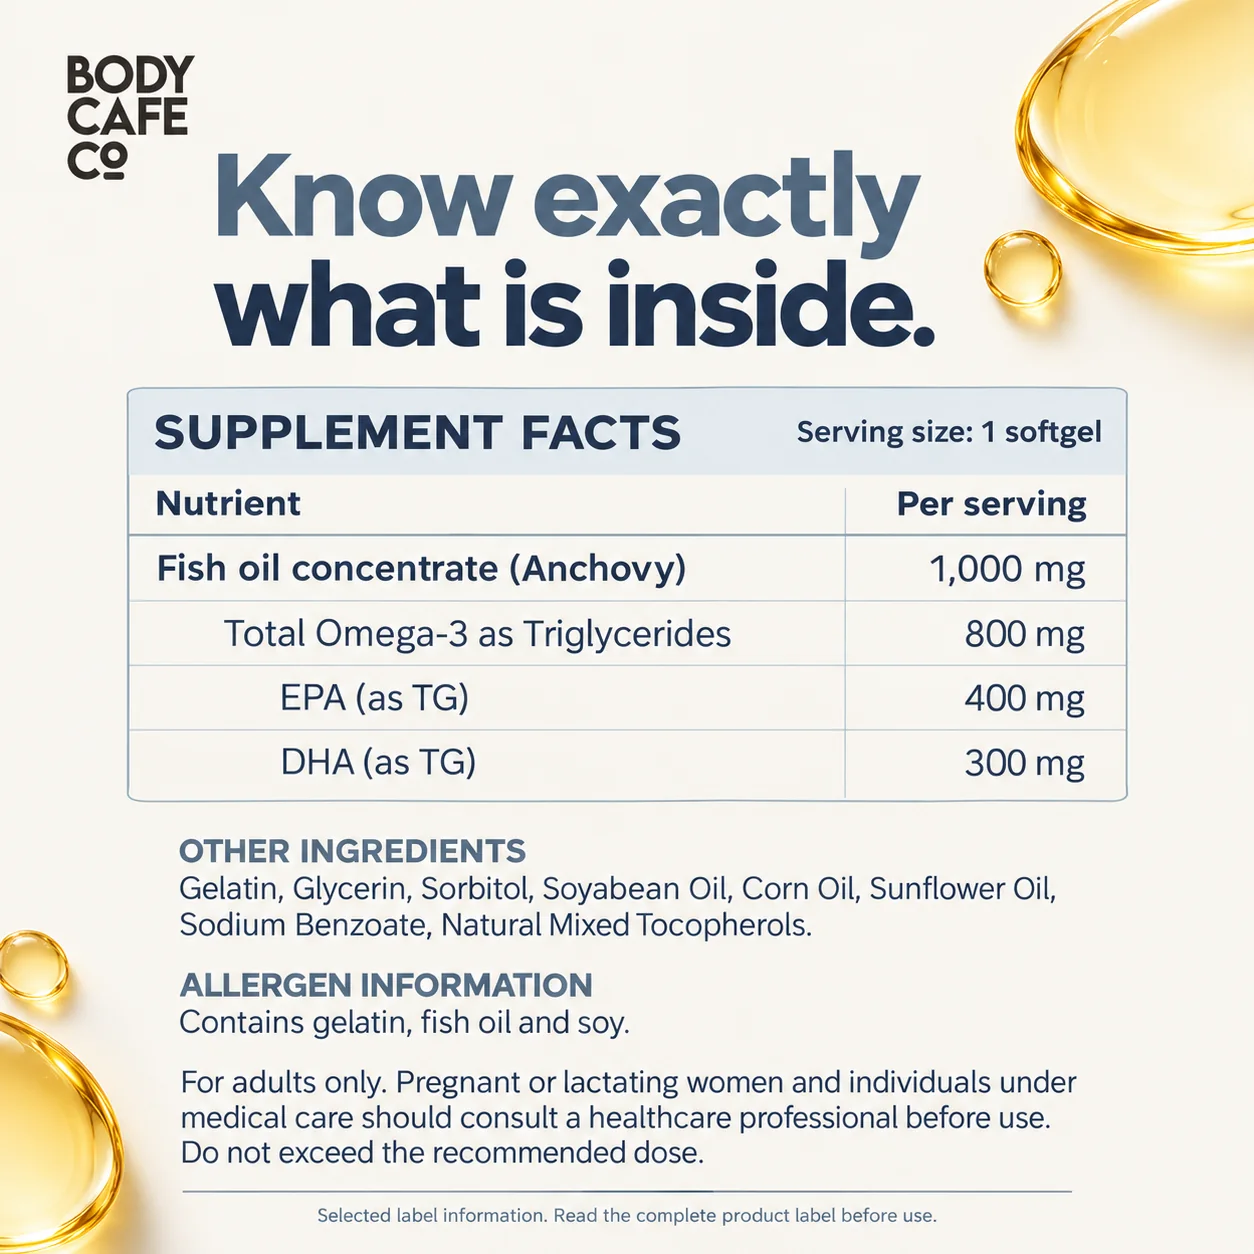 BODY
CAFE
Co
Know exactly
what is inside.
SUPPLEMENT FACTS Serving size: 1 softgel
Nutrient Per serving
Fish oil concentrate (Anchovy) 1,000 mg
Total Omega-3 as Triglycerides 800 mg
EPA (as TG) 400 mg
DHA (as TG) 300 mg
OTHER INGREDIENTS
Gelatin, Glycerin, Sorbitol, Soyabean Oil, Corn Oil, Sunflower Oil,
Sodium Benzoate, Natural Mixed Tocopherols.
ALLERGEN INFORMATION
Contains gelatin, fish oil and soy.
For adults only. Pregnant or lactating women and individuals under
medical care should consult a healthcare professional before use.
Do not exceed the recommended dose.
Selected label information. Read the complete product label before use.